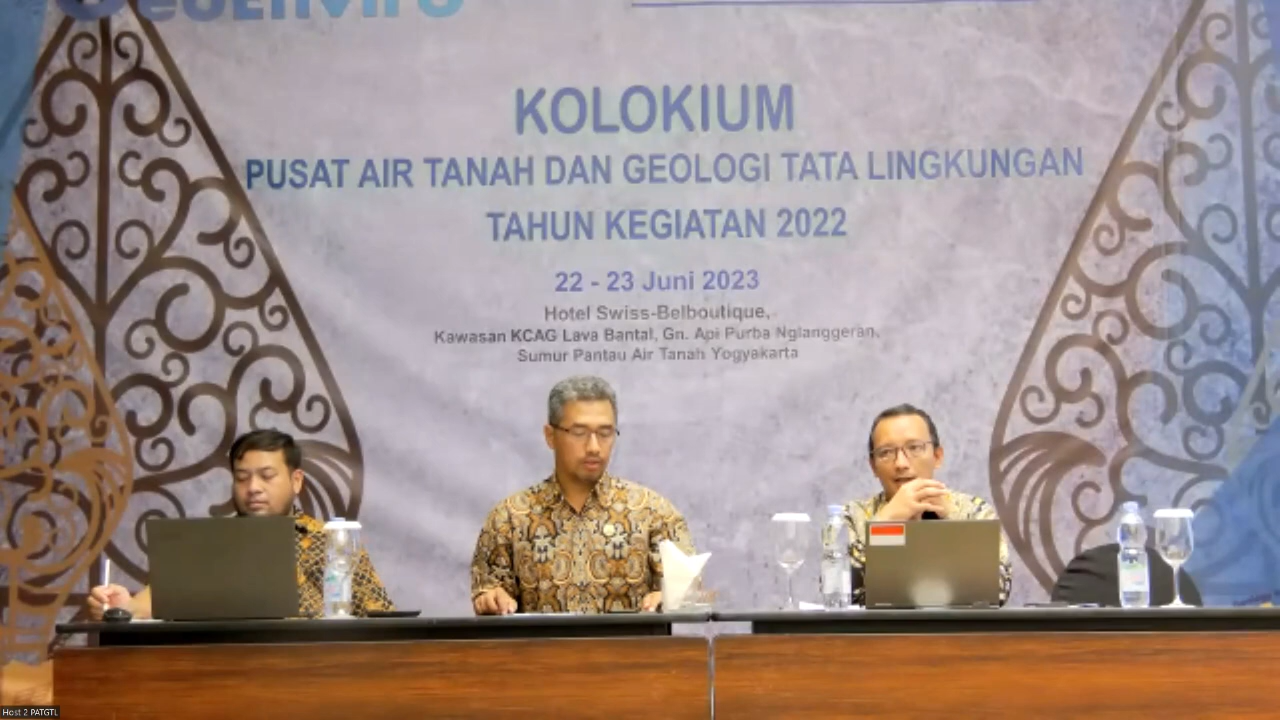 GeoEnviro
KOLOKIUM
PUSAT AIR TANAH DAN GEOLOGI TATA LINGKUNGAN
TAHUN KEGIATAN 2022
22 - 23 Juni 2023
Hotel Swiss-Belboutique,
Kawasan KCAG Lava Bantal, Gn. Api Purba Nglanggeran,
Sumur Pantau Air Tanah Yogyakarta
Host 2 PATGTL